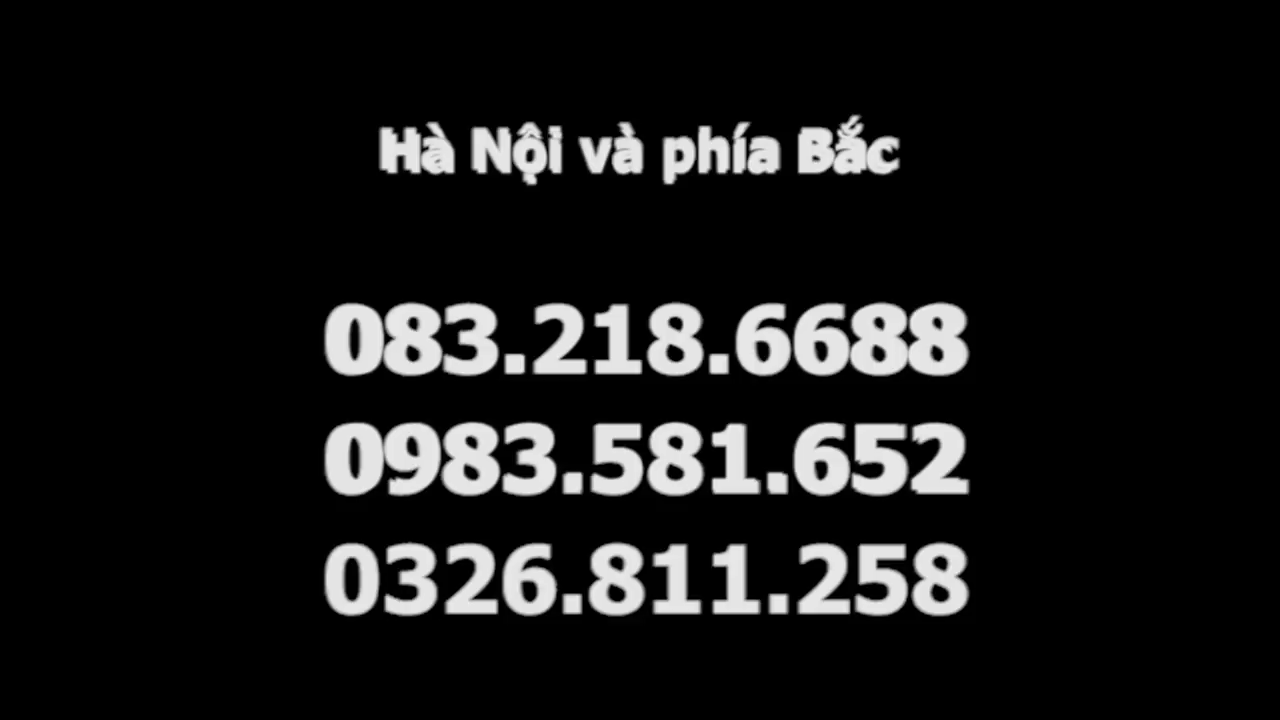 Hà Nội và phía Bắc
083.218.6688
0983.581.652
0326.811.258